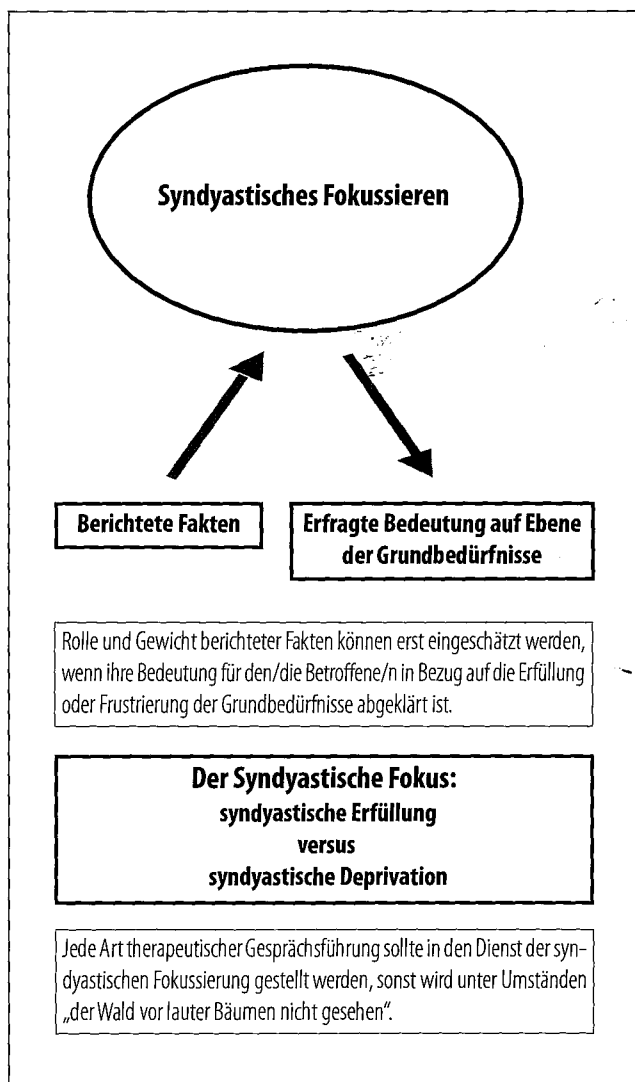 Syndyastisches Fokussieren
Berichtete Fakten
Erfragte Bedeutung auf Ebene
der Grundbedürfnisse
Rolle und Gewicht berichteter Fakten können erst eingeschätzt werden,
wenn ihre Bedeutung für den/die Betroffene/n in Bezug auf die Erfüllung
oder Frustrierung der Grundbedürfnisse abgeklärt ist.
Der Syndyastische Fokus:
syndyastische Erfüllung
versus
syndyastische Deprivation
Jede Art therapeutischer Gesprächsführung sollte in den Dienst der syn-
dyastischen Fokussierung gestellt werden, sonst wird unter Umständen
„der Wald vor lauter Bäumen nicht gesehen“.